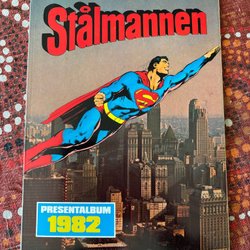 Stålmannen
S
PRESENTALBUM
1982